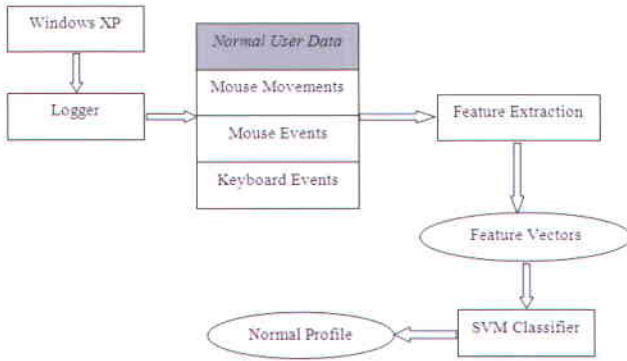 Windows XP
Logger
Normal User Data
Mouse Movements
Mouse Events
Keyboard Events
Feature Extraction
Feature Vectors
SVM Classifier
Normal Profile